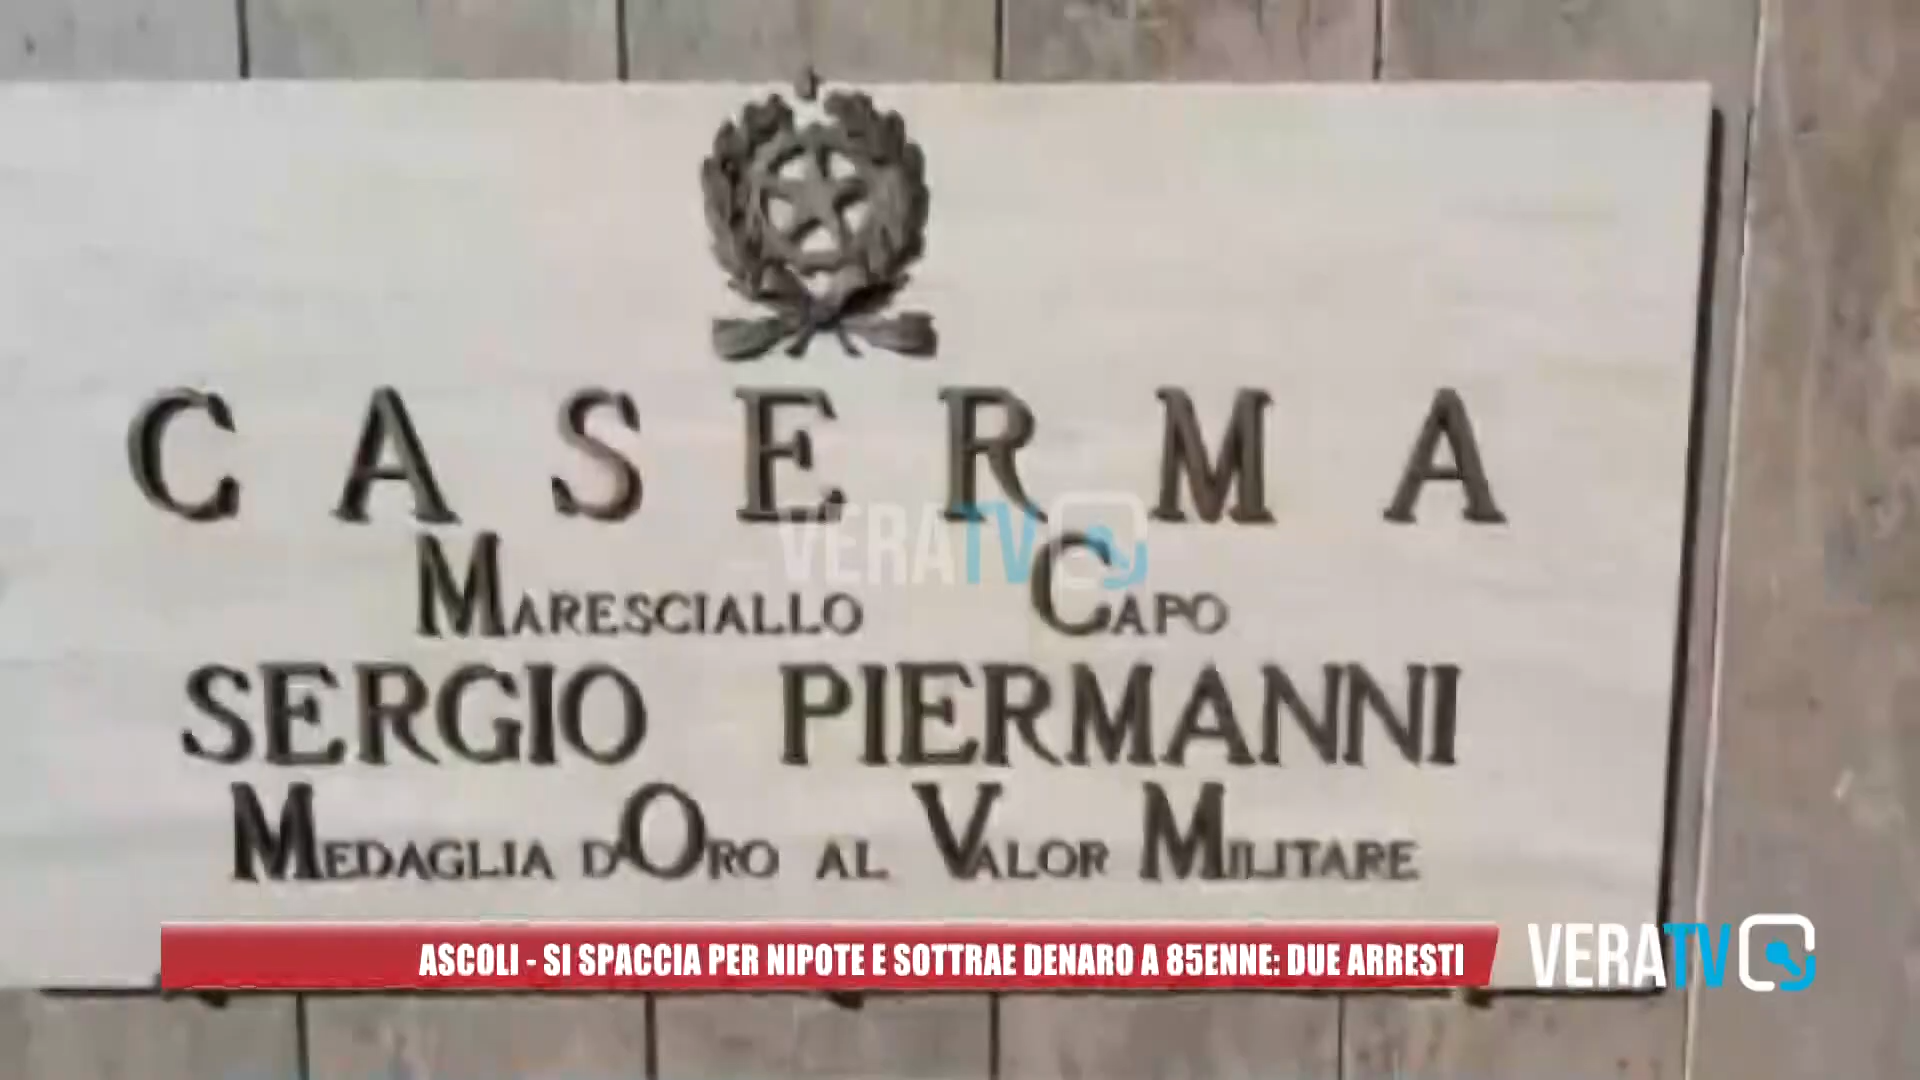 CASERMA
VERATV
MARESCIALLO CAPO
SERGIO PIERMANNI
MEDAGLIA D'ORO AL VALOR MILITARE
ASCOLI - SI SPACCIA PER NIPOTE E SOTTRAE DENARO A 85ENNE: DUE ARRESTI
VERATV